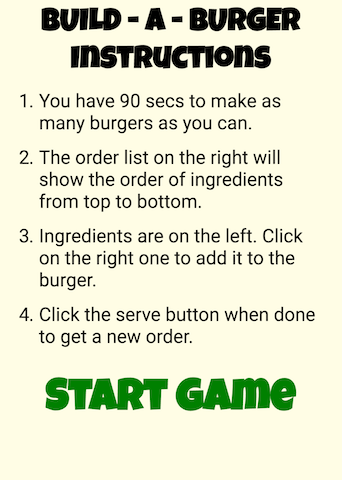 BUILD - A - BURGER
INSTRUCTIONS
1. You have 90 secs to make as
many burgers as you can.
2. The order list on the right will
show the order of ingredients
from top to bottom.
3. Ingredients are on the left. Click
on the right one to add it to the
burger.
4. Click the serve button when done
to get a new order.
START GAME